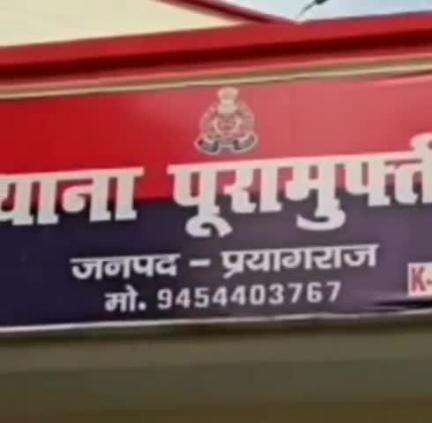 थाना पूरामुफ्ती
जनपद - प्रयागराज
मो. 9454403767
K-